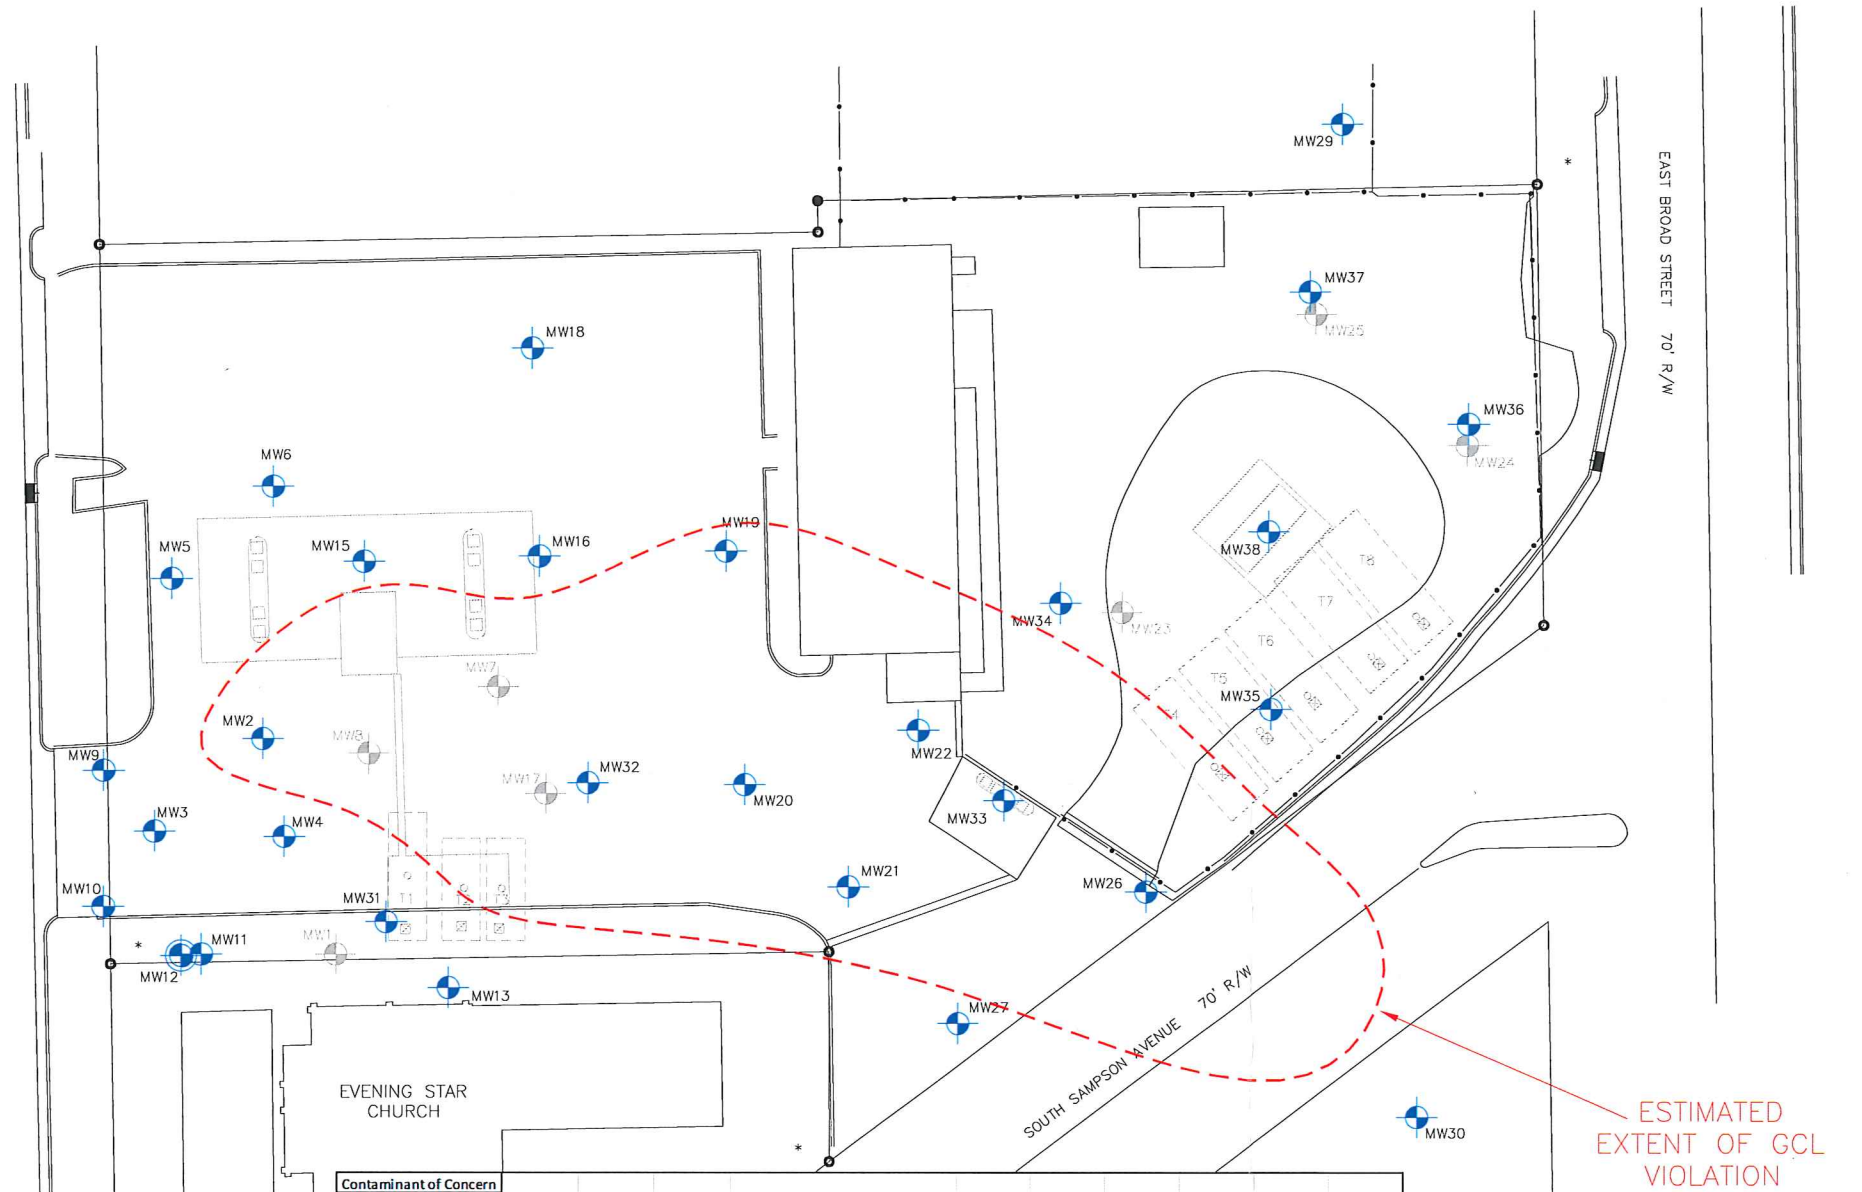 MW29
EAST BROAD STREET 70' R/W
MW37
MW25
MW18
MW36
MW24
MW6
MW19
MW5
MW15
MW16
MW38
T8
T7
MW34
MW23
T6
MW7
T5
MW35
T4
MW2
MW8
MW22
MW9
MW17
MW32
MW20
MW3
MW4
MW33
MW21
MW26
MW10
MW31
T1
T2
T3
MW11
MW1
MW12
MW13
MW27
SOUTH SAMPSON AVENUE 70' R/W
EVENING STAR
CHURCH
MW30
ESTIMATED
EXTENT OF GCL
VIOLATION
Contaminant of Concern